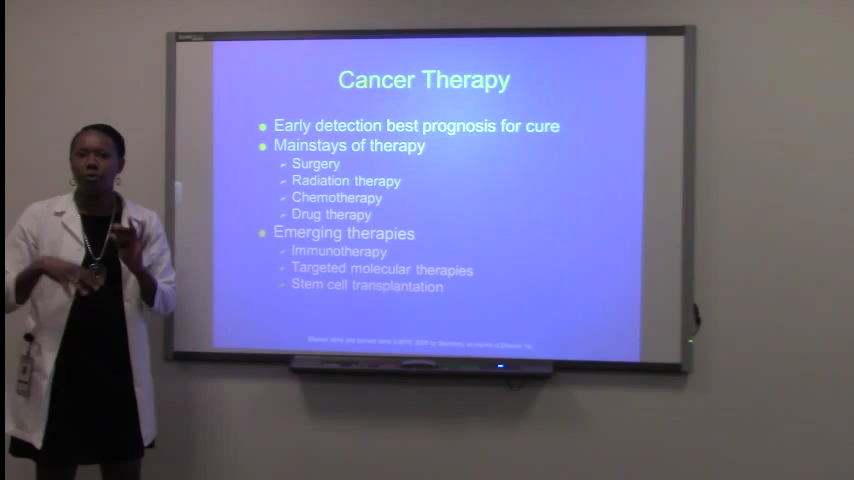 Cancer Therapy
Early detection best prognosis for cure
Mainstays of therapy
Surgery
Radiation therapy
Chemotherapy
Drug therapy
Emerging therapies
Immunotherapy
Targeted molecular therapies
Stem cell transplantation